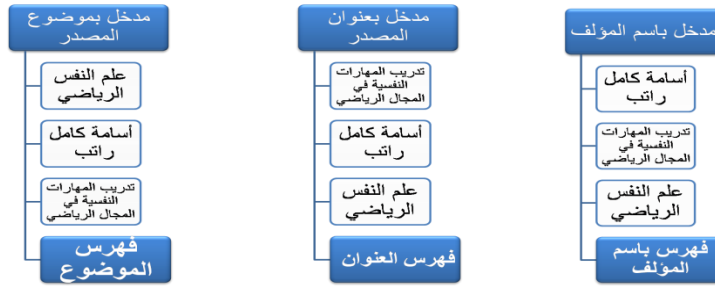 مدخل باسم المؤلف
أسامة كامل
راتب
تدريب المهارات
النفسية في
المجال الرياضي
علم النفس
الرياضي
فهرس باسم
المؤلف
مدخل بعنوان
المصدر
تدريب المهارات
النفسية في
المجال الرياضي
أسامة كامل
راتب
علم النفس
الرياضي
فهرس العنوان
مدخل بموضوع
المصدر
علم النفس
الرياضي
أسامة كامل
راتب
تدريب المهارات
النفسية في
المجال الرياضي
فهرس
الموضوع